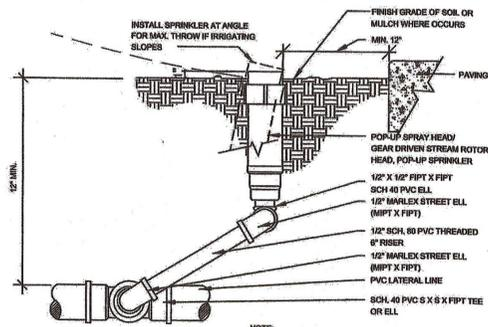 INSTALL SPRINKLER AT ANGLE
FOR MAX. THROW IF IRRIGATING
SLOPES
FINISH GRADE OF SOIL OR
MULCH WHERE OCCURS
MIN. 12"
PAVING
POP-UP SPRAY HEAD/
GEAR DRIVEN STREAM ROTOR
HEAD, POP-UP SPRINKLER
12" MIN.
1/2" X 1/2" FIPT X FIPT
SCH 40 PVC ELL
1/2" MARLEX STREET ELL
(MIPT X FIPT)
1/2" SCH. 80 PVC THREADED
6" RISER
1/2" MARLEX STREET ELL
(MIPT X FIPT)
PVC LATERAL LINE
SCH. 40 PVC S X S X FIPT TEE
OR ELL
NOTE: